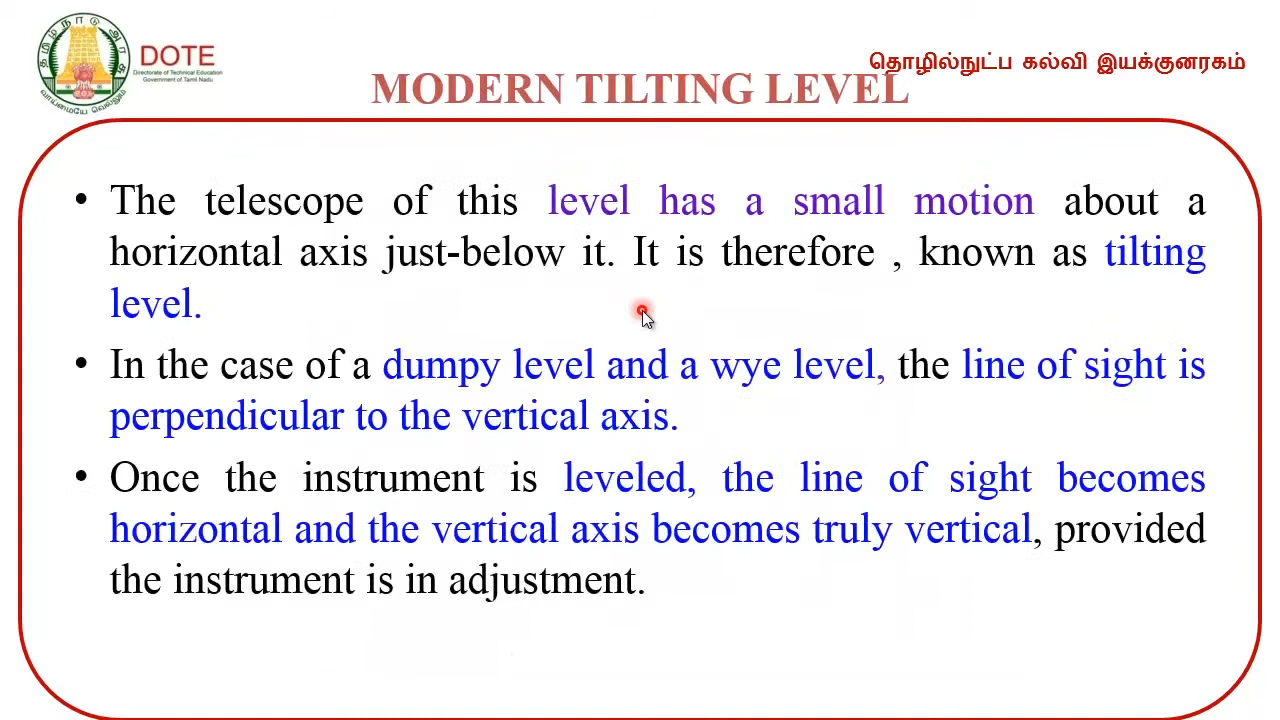 தமிழ்நாடு அரசு
வாய்மையே வெல்லும்
DOTE
Directorate of Technical Education
Government of Tamil Nadu
தொழில்நுட்ப கல்வி இயக்குனரகம்
MODERN TILTING LEVEL
• The telescope of this level has a small motion about a
horizontal axis just-below it. It is therefore , known as tilting
level.
• In the case of a dumpy level and a wye level, the line of sight is
perpendicular to the vertical axis.
• Once the instrument is leveled, the line of sight becomes
horizontal and the vertical axis becomes truly vertical, provided
the instrument is in adjustment.